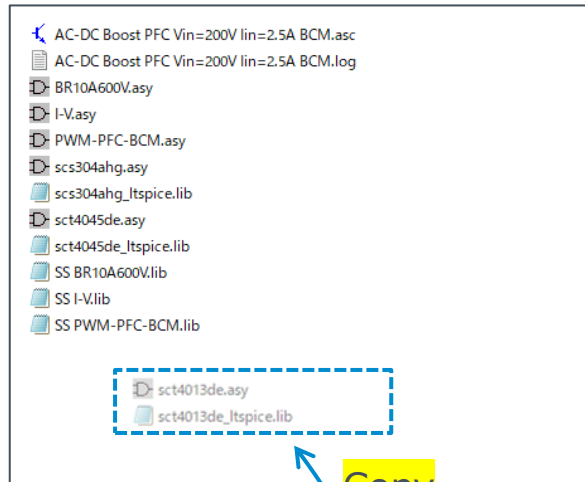 AC-DC Boost PFC Vin=200V Iin=2.5A BCM.asc
AC-DC Boost PFC Vin=200V Iin=2.5A BCM.log
BR10A600V.asy
I-V.asy
PWM-PFC-BCM.asy
scs304ahg.asy
scs304ahg_ltspice.lib
sct4045de.asy
sct4045de_ltspice.lib
SS BR10A600V.lib
SS I-V.lib
SS PWM-PFC-BCM.lib
sct4013de.asy
sct4013de_ltspice.lib
Copy